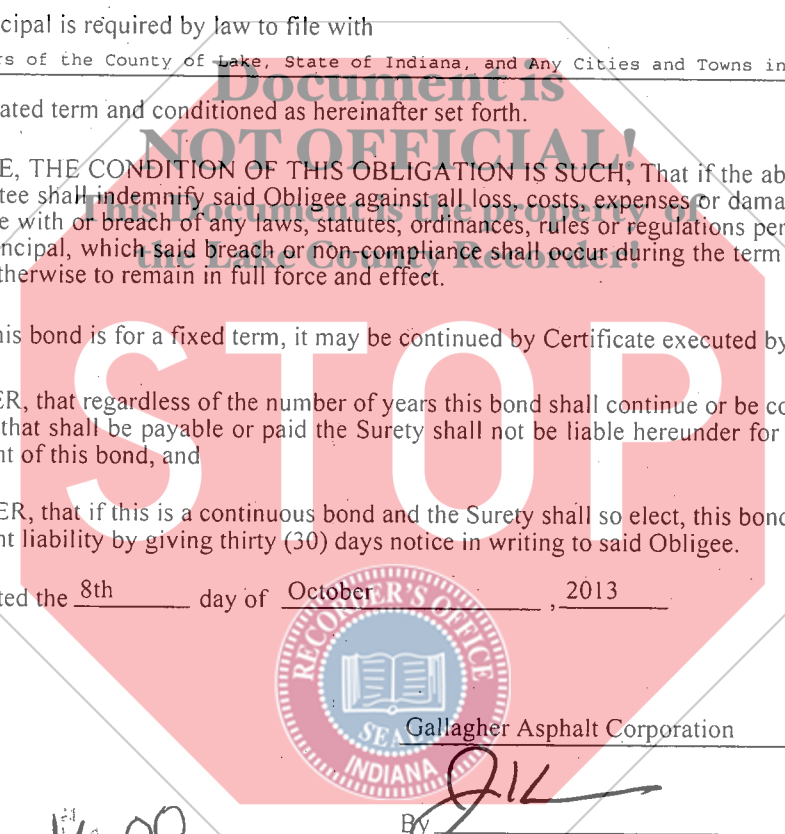 cipal is required by law to file with
rs of the County of Lake, State of Indiana, and Any Cities and Towns in
Document is
ated term and conditioned as hereinafter set forth.
NOT OFFICIAL!
E, THE CONDITION OF THIS OBLIGATION IS SUCH, That if the ab
tee shall indemnify said Obligee against all loss, costs, expenses or dama
This Document is the property of
e with or breach of any laws, statutes, ordinances, rules or regulations per
ncipal, which said breach or non-compliance shall occur during the term
the Lake County Recorder!
therwise to remain in full force and effect.
nis bond is for a fixed term, it may be continued by Certificate executed by
STOP
ER, that regardless of the number of years this bond shall continue or be co
that shall be payable or paid the Surety shall not be liable hereunder for
nt of this bond, and
ER, that if this is a continuous bond and the Surety shall so elect, this bond
nt liability by giving thirty (30) days notice in writing to said Obligee.
ted the 8th day of October , 2013
RECORDER'S OFFICE
SEAL
INDIANA
Gallagher Asphalt Corporation
By